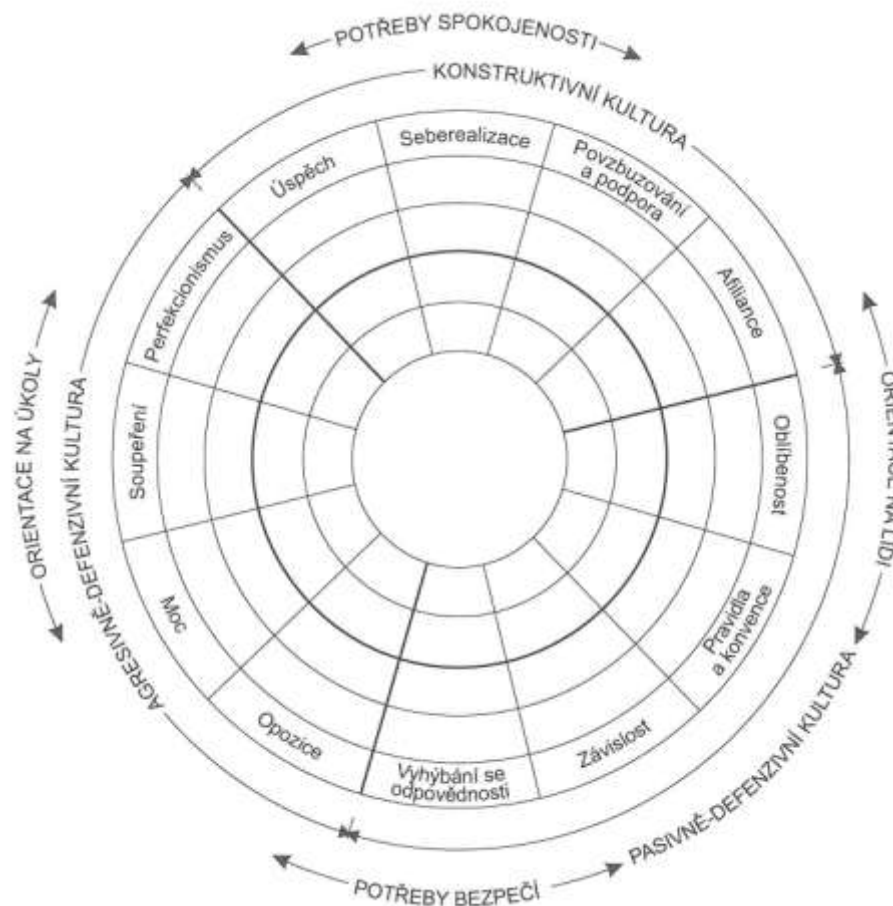 POTŘEBY SPOKOJENOSTI
KONSTRUKTIVNÍ KULTURA
Seberealizace
Povzbuzování
a podpora
Afiliance
Oblíbenost
Pravidla
a konvence
Závislost
Vyhýbání se
odpovědnosti
Opozice
Moc
Soupeření
Perfekcionismus
Úspěch
ORIENTACE NA LIDI
PASIVNĚ-DEFENZIVNÍ KULTURA
POTŘEBY BEZPEČÍ
AGRESIVNĚ-DEFENZIVNÍ KULTURA
ORIENTACE NA ÚKOLY